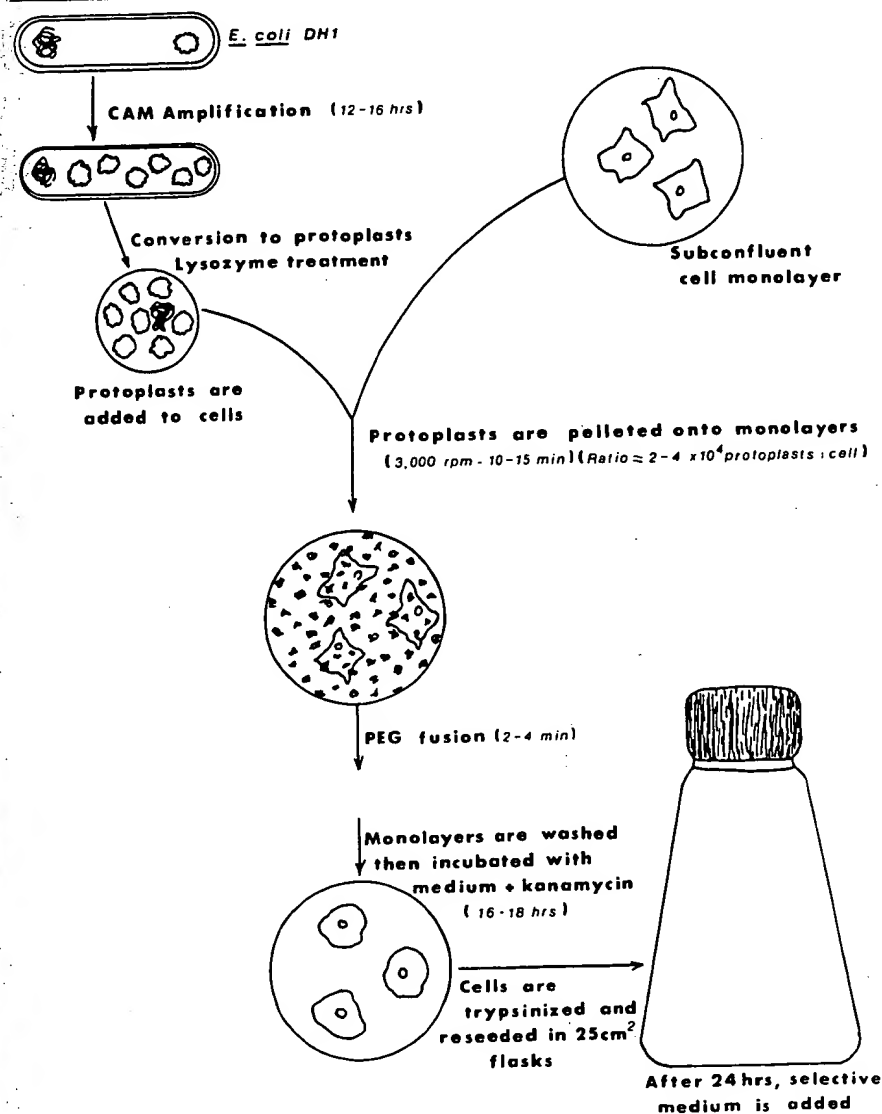 E. coli DH1
CAM Amplification (12-16 hrs)
Conversion to protoplasts
Lysozyme treatment
Subconfluent
cell monolayer
Protoplasts are
added to cells
Protoplasts are pelleted onto monolayers
(3,000 rpm - 10-15 min)(Ratio ≅ 2-4 x10⁴ protoplasts : cell)
PEG fusion (2-4 min)
Monolayers are washed
then incubated with
medium + kanamycin
(16-18 hrs)
Cells are
trypsinized and
reseeded in 25cm²
flasks
After 24hrs, selective
medium is added